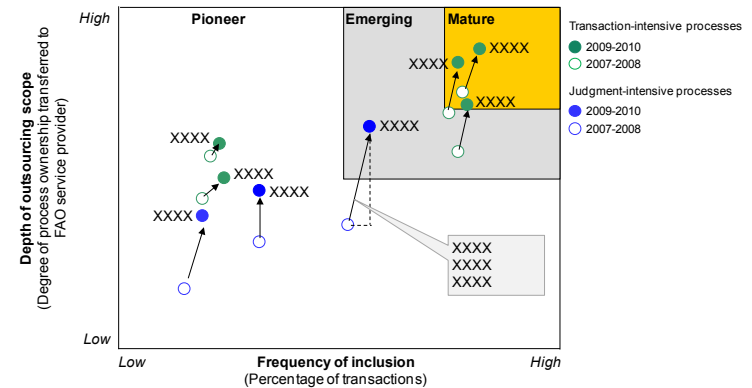 High
Pioneer
Emerging
Mature
Transaction-intensive processes
2009-2010
2007-2008
Judgment-intensive processes
2009-2010
2007-2008
XXXX
XXXX
XXXX
XXXX
XXXX
XXXX
XXXX
XXXX
XXXX
XXXX
XXXX
Depth of outsourcing scope
(Degree of process ownership transferred to
FAO service provider)
Low
Low
Frequency of inclusion
High
(Percentage of transactions)